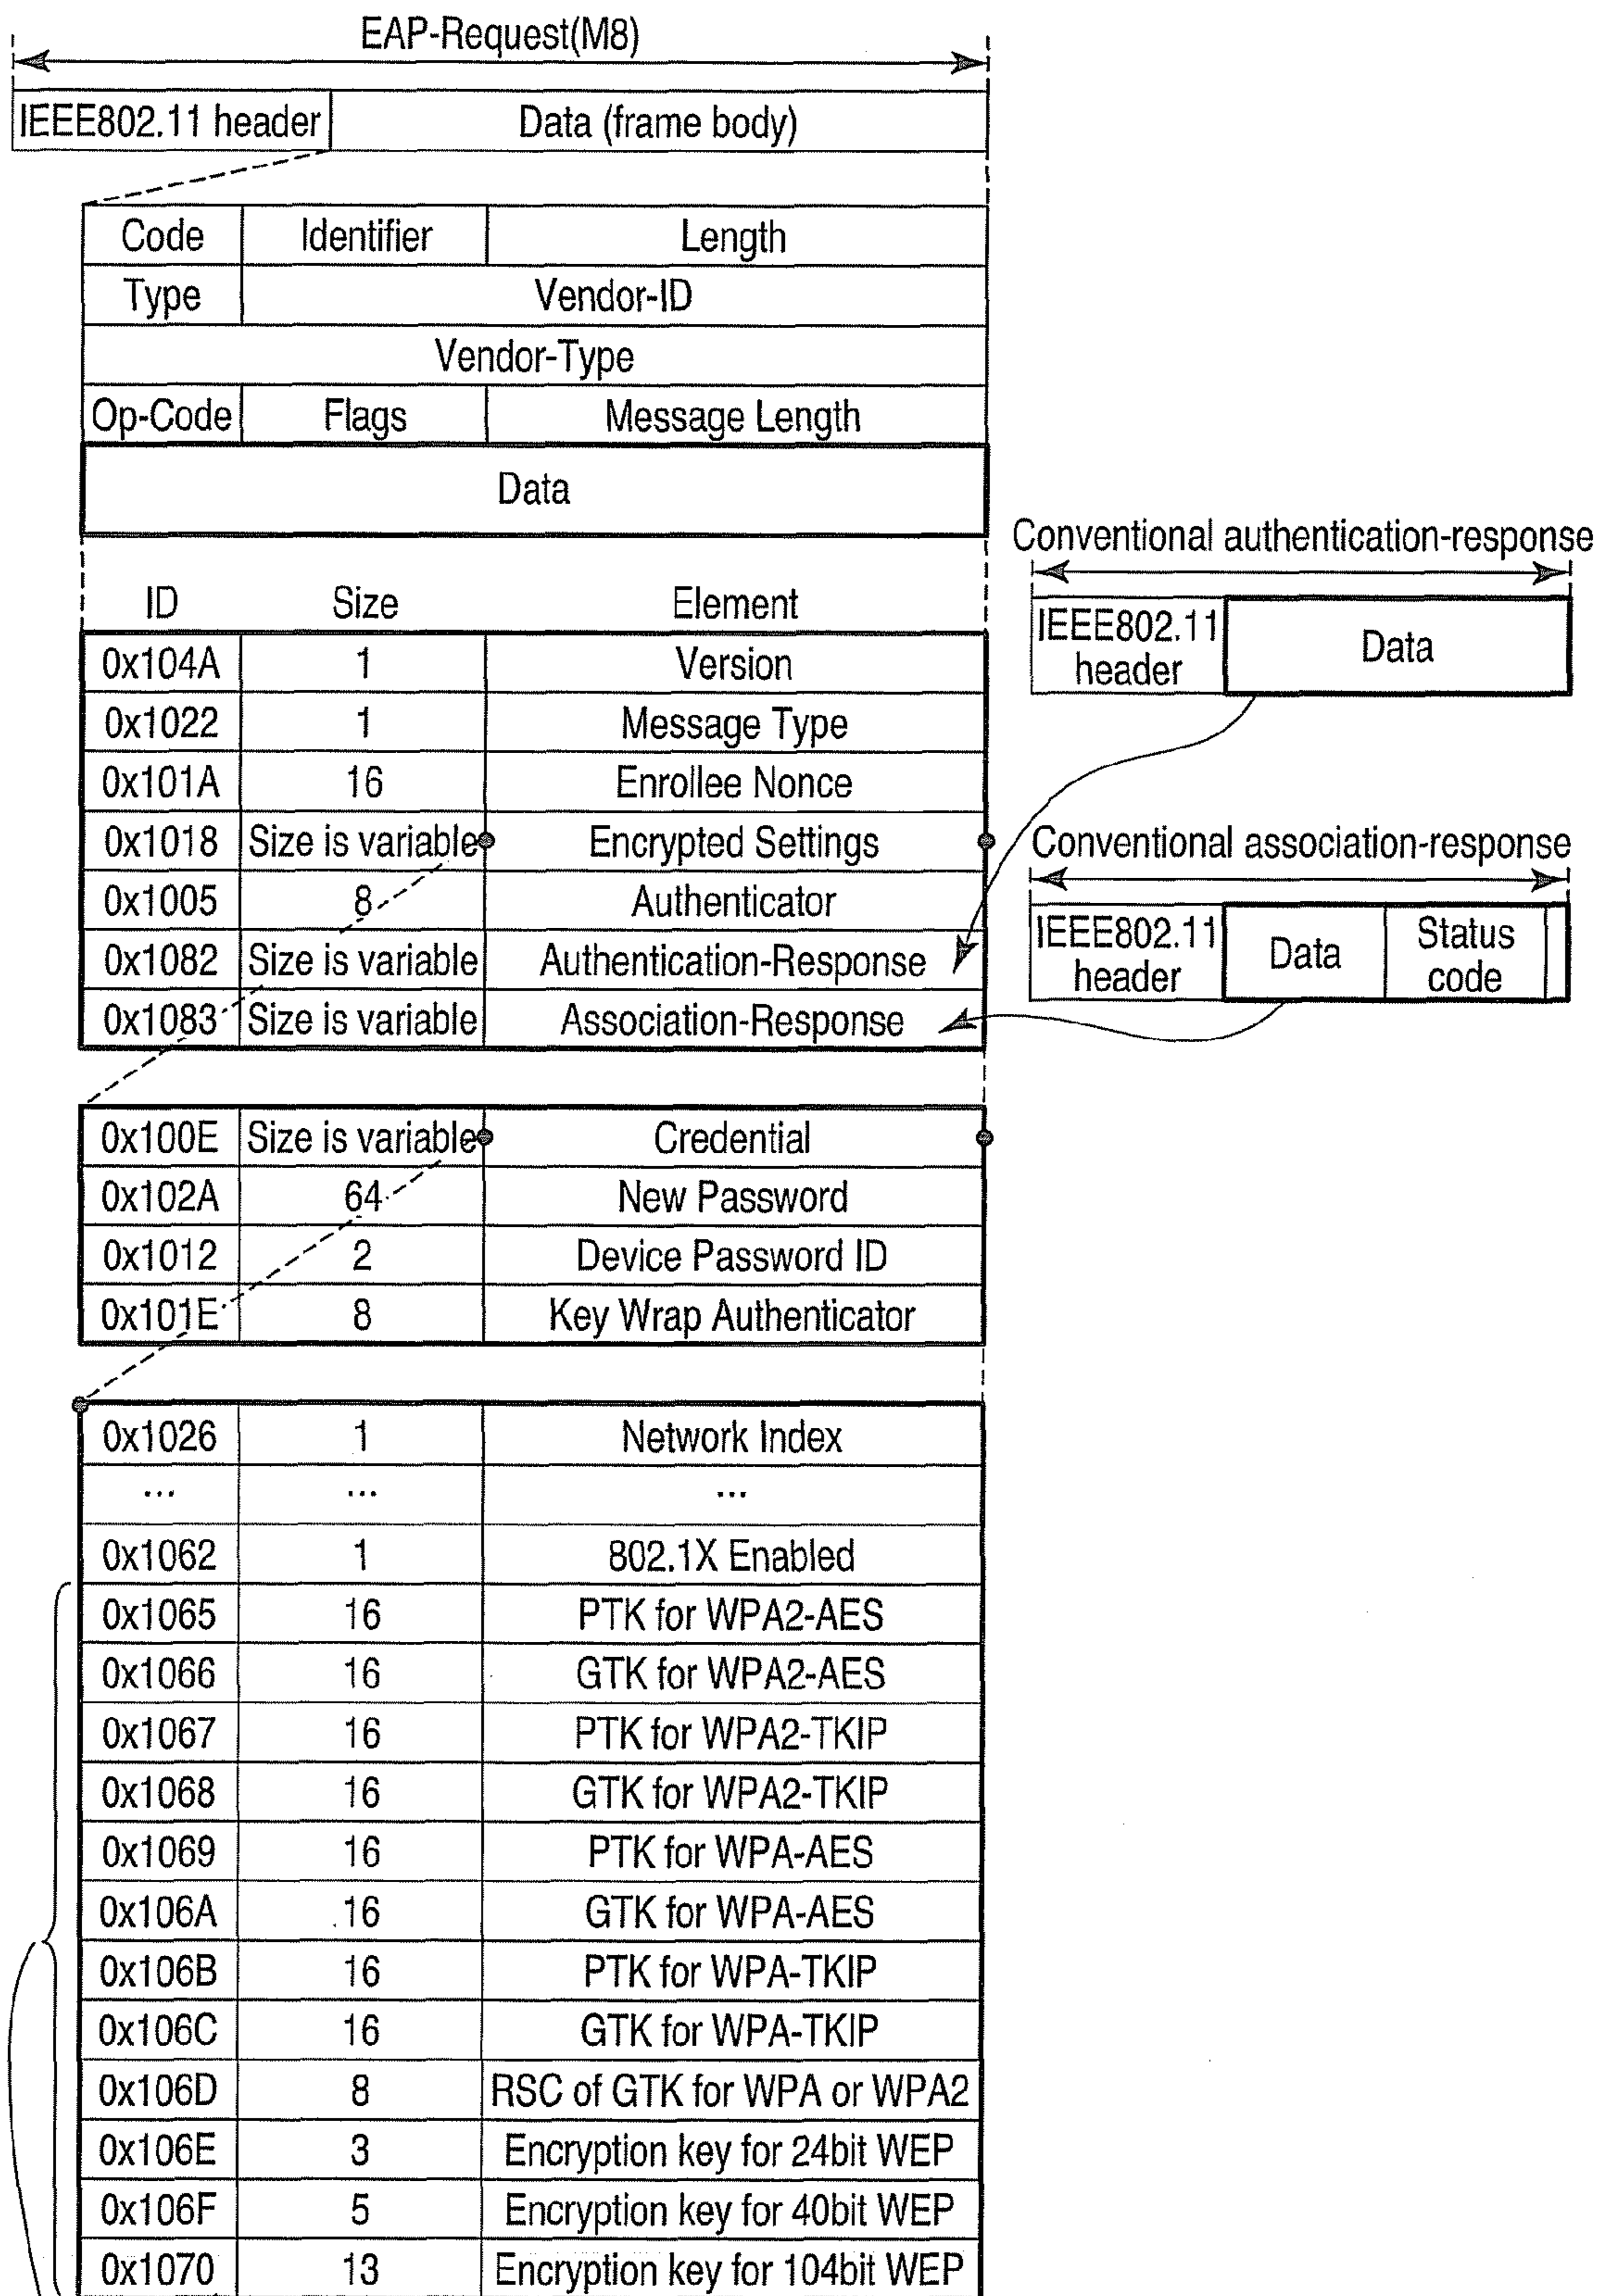 EAP-Request(M8)
IEEE802.11 header Data (frame body)
Code Identifier Length
Type Vendor-ID
Vendor-Type
Op-Code Flags Message Length
Data
ID Size Element
0x104A 1 Version
0x1022 1 Message Type
0x101A 16 Enrollee Nonce
0x1018 Size is variable Encrypted Settings
0x1005 8 Authenticator
0x1082 Size is variable Authentication-Response
0x1083 Size is variable Association-Response
Conventional authentication-response
IEEE802.11
header
Data
Conventional association-response
IEEE802.11
header
Data
Status
code
0x100E Size is variable Credential
0x102A 64 New Password
0x1012 2 Device Password ID
0x101E 8 Key Wrap Authenticator
0x1026 1 Network Index
... ... ...
0x1062 1 802.1X Enabled
0x1065 16 PTK for WPA2-AES
0x1066 16 GTK for WPA2-AES
0x1067 16 PTK for WPA2-TKIP
0x1068 16 GTK for WPA2-TKIP
0x1069 16 PTK for WPA-AES
0x106A 16 GTK for WPA-AES
0x106B 16 PTK for WPA-TKIP
0x106C 16 GTK for WPA-TKIP
0x106D 8 RSC of GTK for WPA or WPA2
0x106E 3 Encryption key for 24bit WEP
0x106F 5 Encryption key for 40bit WEP
0x1070 13 Encryption key for 104bit WEP